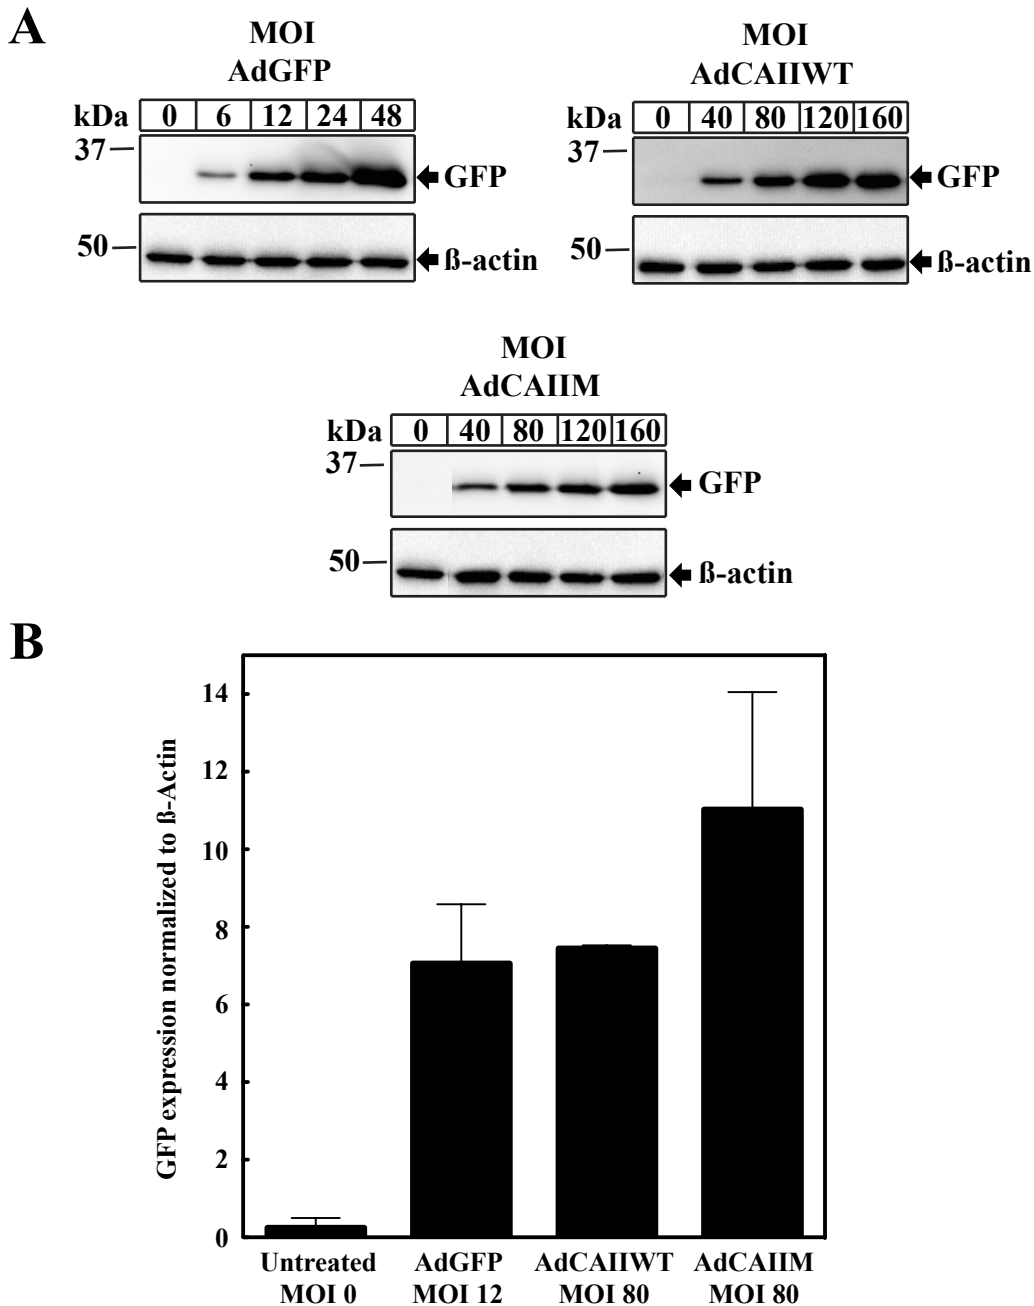 A
MOI
AdGFP
kDa 0 6 12 24 48
37
GFP
50
ß-actin
MOI
AdCAIIWT
kDa 0 40 80 120 160
37
GFP
50
ß-actin
MOI
AdCAIIM
kDa 0 40 80 120 160
37
GFP
50
ß-actin
B
GFP expression normalized to ß-Actin
14
12
10
8
6
4
2
0
Untreated
MOI 0
AdGFP
MOI 12
AdCAIIWT
MOI 80
AdCAIIM
MOI 80